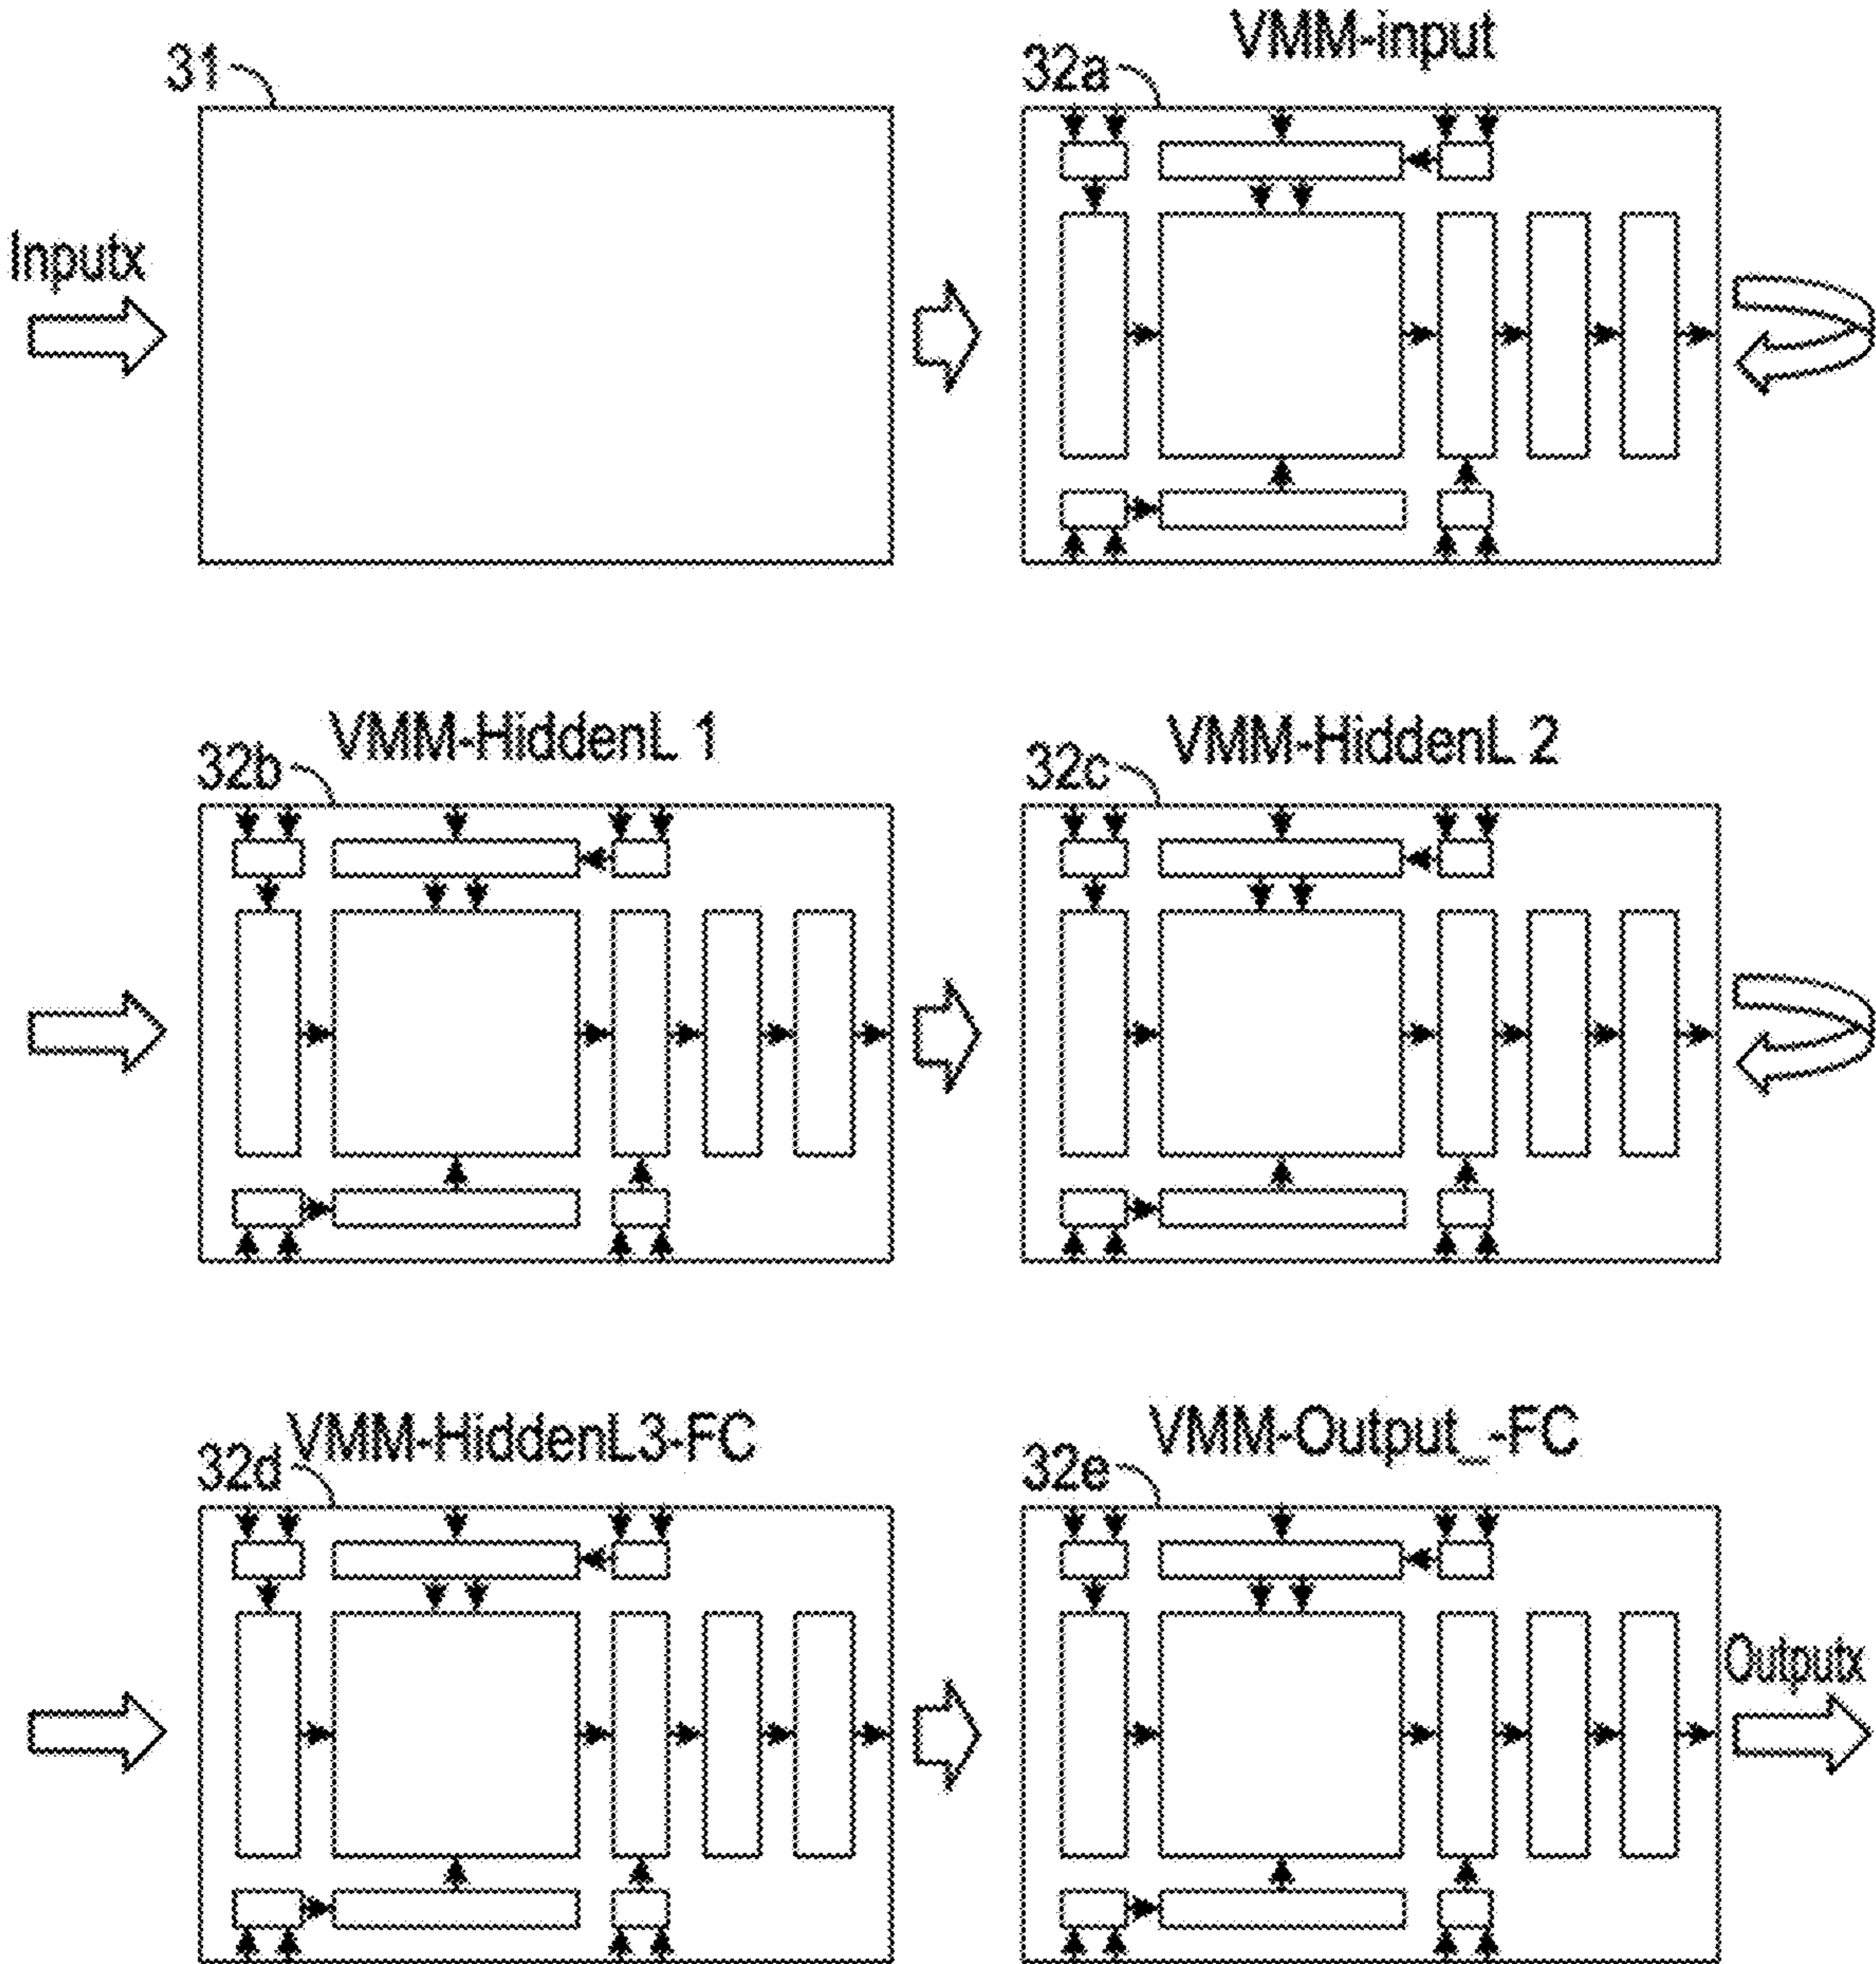 VMM-input
31
32a
Inputx
VMM-HiddenL 1
VMM-HiddenL 2
32b
32c
VMM-HiddenL3-FC
VMM-Output_-FC
32d
32e
Outputx